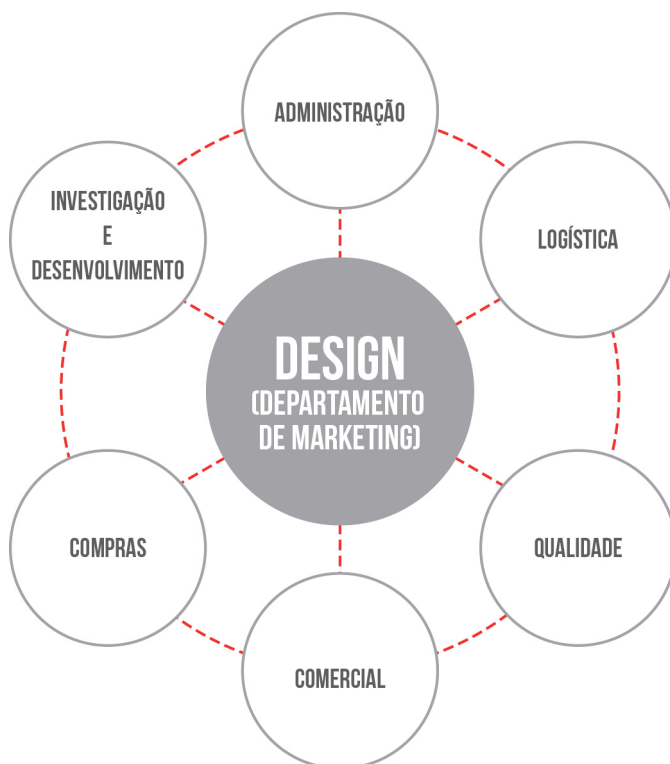 ADMINISTRAÇÃO
INVESTIGAÇÃO
E
DESENVOLVIMENTO
LOGÍSTICA
DESIGN
(DEPARTAMENTO
DE MARKETING)
COMPRAS
QUALIDADE
COMERCIAL